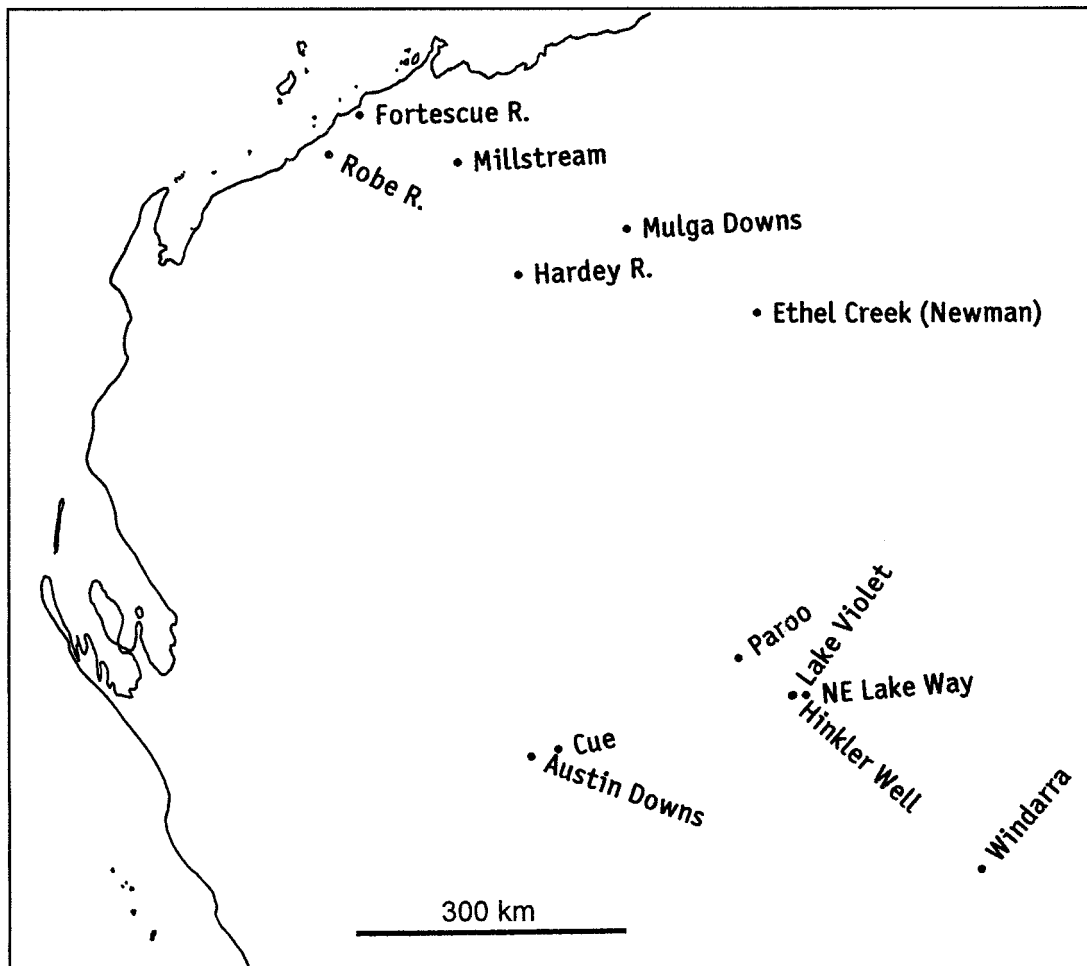 Fortescue R.
Robe R.
Millstream
Mulga Downs
Hardey R.
Ethel Creek (Newman)
Paroo
Lake Violet
NE Lake Way
Hinkler Well
Cue
Austin Downs
Windarra
300 km